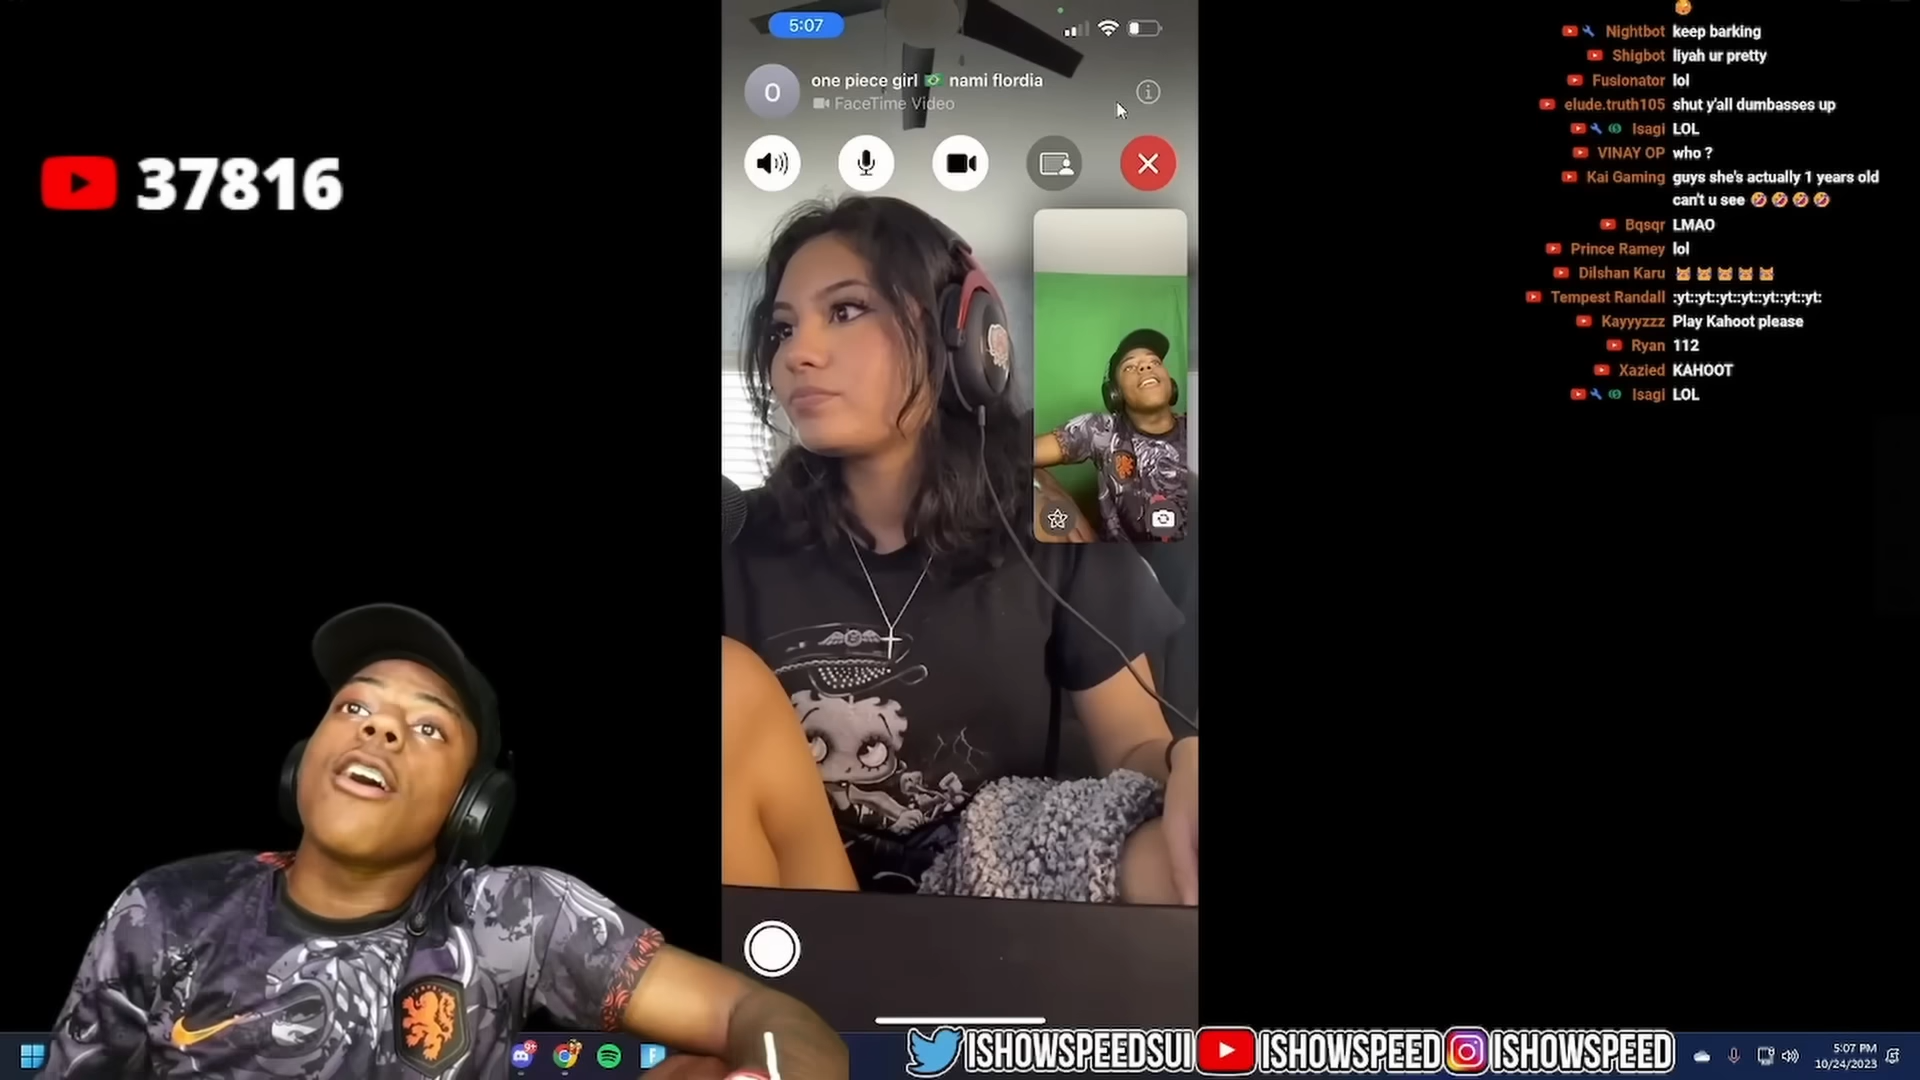 5:07
one piece girl 🇧🇷 nami flordia
O
FaceTime Video
37816
Nightbot keep barking
Shigbot liyah ur pretty
Fusionator lol
elude.truth105 shut y'all dumbasses up
Isagi LOL
VINAY OP who ?
Kai Gaming guys she's actually 1 years old
can't u see 🤣🤣🤣🤣
Bqsqr LMAO
Prince Ramey lol
Dilshan Karu 😹😹😹😹😹
Tempest Randall :yt::yt::yt::yt::yt::yt::yt:
Kayyyzzz Play Kahoot please
Ryan 112
Xazied KAHOOT
Isagi LOL
9+
F
ISHOWSPEEDSUI
ISHOWSPEED
ISHOWSPEED
5:07 PM
10/24/2023